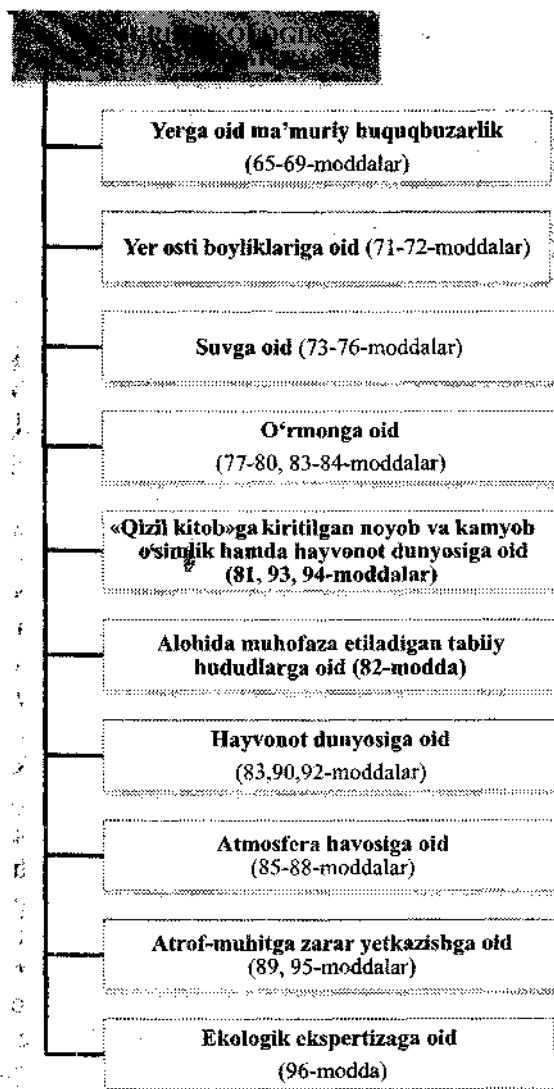 Yerga oid ma’muriy huquqbuzarlik
(65-69-moddalar)
Yer osti boyliklariga oid (71-72-moddalar)
Suvga oid (73-76-moddalar)
O‘rmonga oid
(77-80, 83-84-moddalar)
«Qizil kitob»ga kiritilgan noyob va kamyob
o‘simlik hamda hayvonot dunyosiga oid
(81, 93, 94-moddalar)
Alohida muhofaza etiladigan tabiiy
hududlarga oid (82-modda)
Hayvonot dunyosiga oid
(83,90,92-moddalar)
Atmosfera havosiga oid
(85-88-moddalar)
Atrof-muhitga zarar yetkazishga oid
(89, 95-moddalar)
Ekologik ekspertizaga oid
(96-modda)